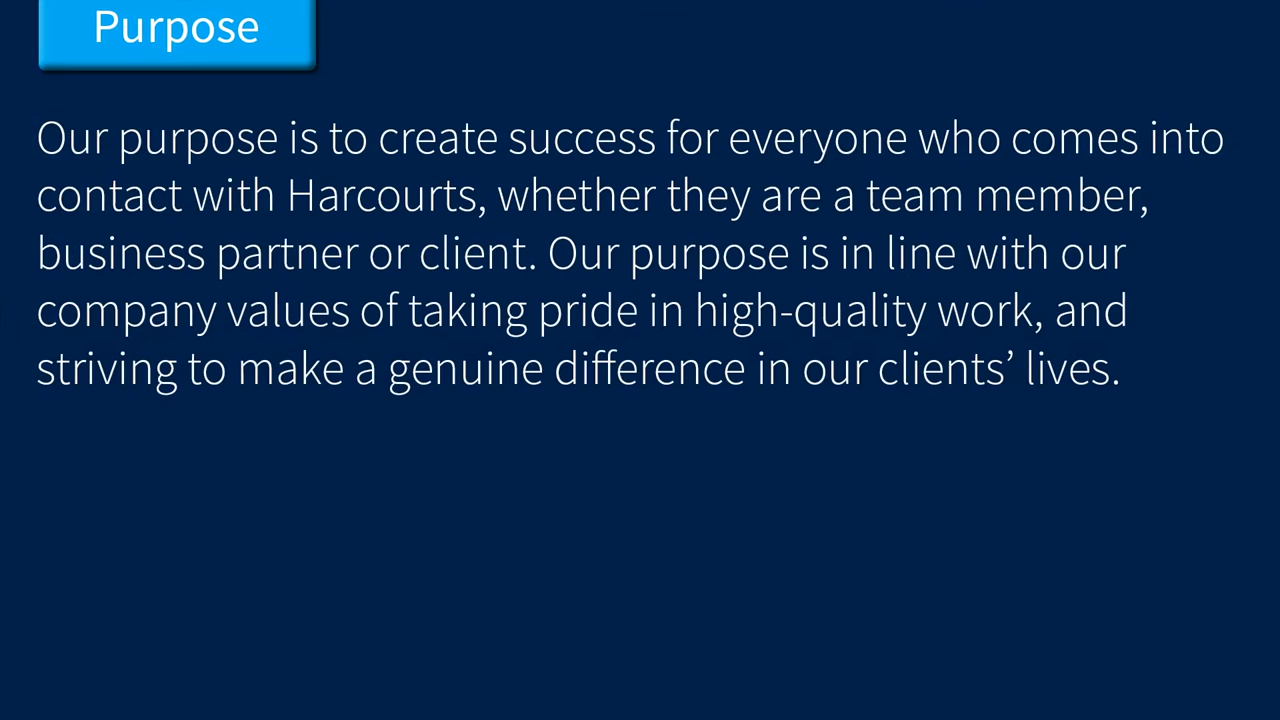 Purpose
Our purpose is to create success for everyone who comes into
contact with Harcourts, whether they are a team member,
business partner or client. Our purpose is in line with our
company values of taking pride in high-quality work, and
striving to make a genuine difference in our clients’ lives.